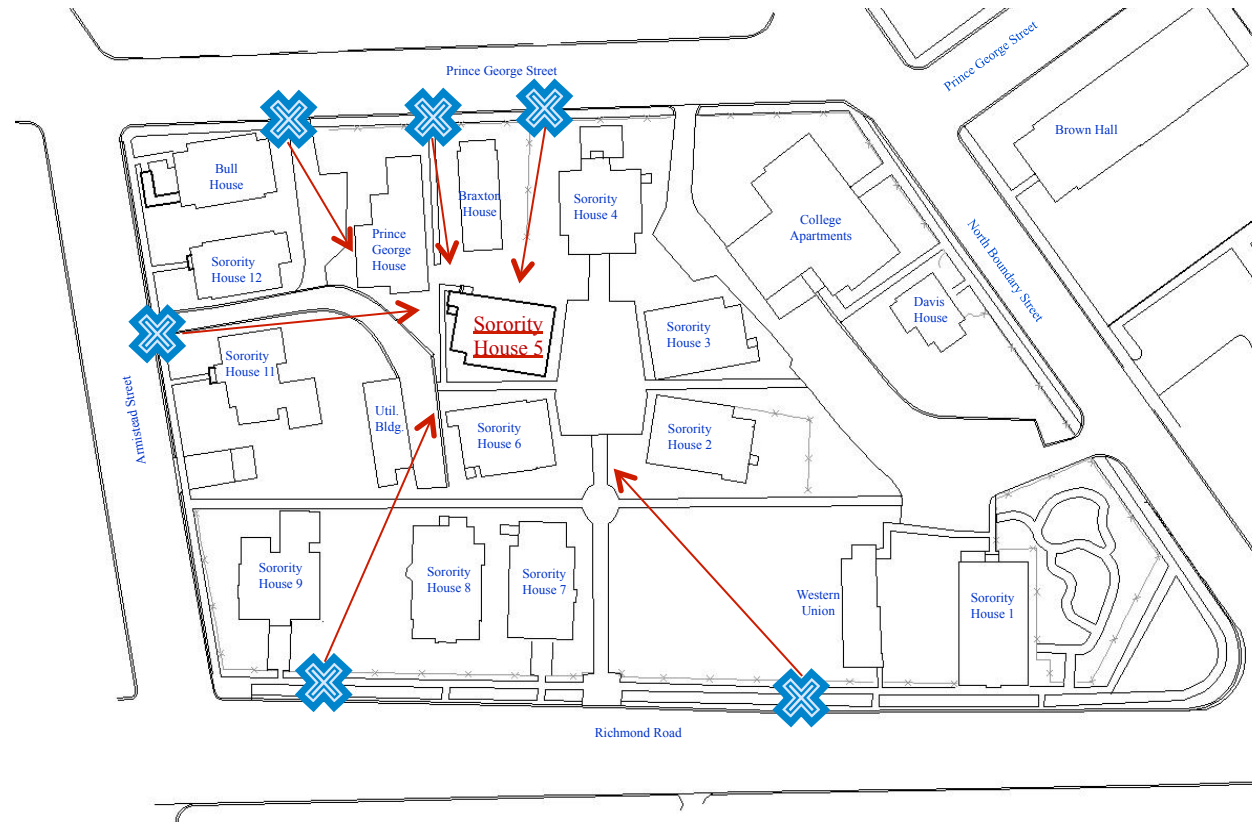 Prince George Street
Prince George Street
Brown Hall
Bull
House
Braxton
House
Sorority
House 4
College
Apartments
Prince
George
House
North Boundary Street
Sorority
House 12
Davis
House
Sorority
House 5
Sorority
House 3
Sorority
House 11
Armistead Street
Util.
Bldg.
Sorority
House 6
Sorority
House 2
Sorority
House 9
Sorority
House 8
Sorority
House 7
Western
Union
Sorority
House 1
Richmond Road